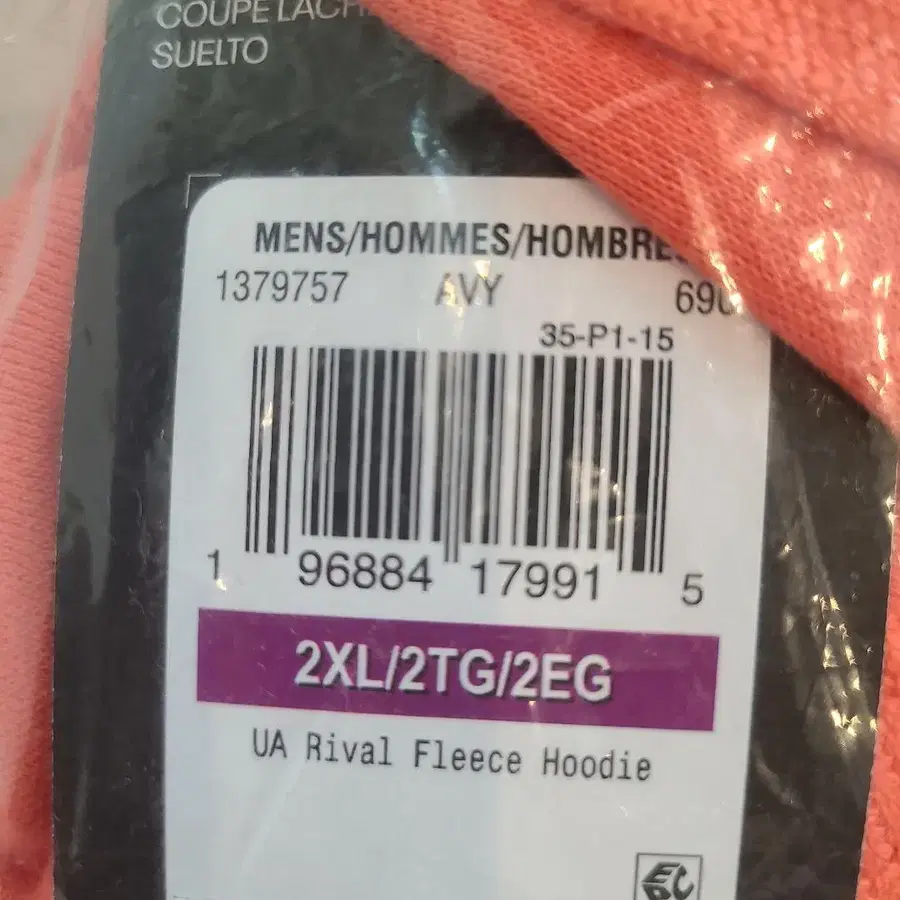 COUPE
SUELTO
MENS/HOMMES/HOMBRE
1379757 AVY 690
35-P1-15
1 96884 17991 5
2XL/2TG/2EG
UA Rival Fleece Hoodie